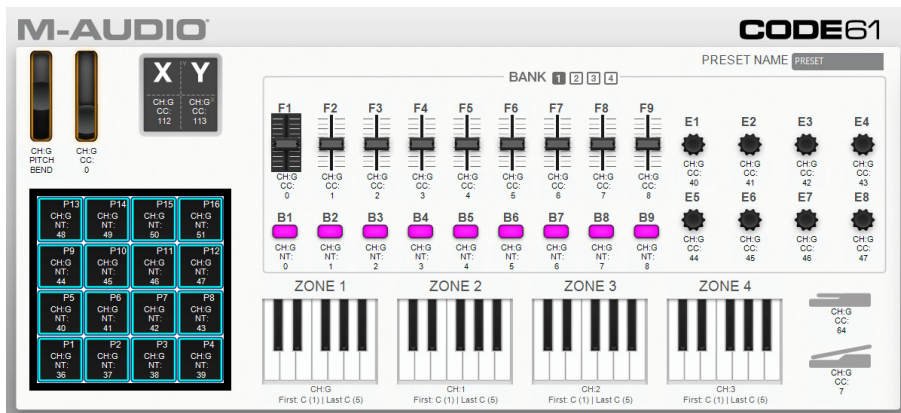 M-AUDIO
CODE61
PRESET NAME PRESET
BANK 1 2 3 4
X Y
Y
X
CH:G CH:G
CC: CC:
112 113
CH:G CH:G
PITCH CC:
BEND 0
F1 F2 F3 F4 F5 F6 F7 F8 F9
CH:G CH:G CH:G CH:G CH:G CH:G CH:G CH:G CH:G
CC: CC: CC: CC: CC: CC: CC: CC: CC:
0 1 2 3 4 5 6 7 8
E1 E2 E3 E4
CH:G CH:G CH:G CH:G
CC: CC: CC: CC:
40 41 42 43
E5 E6 E7 E8
CH:G CH:G CH:G CH:G
CC: CC: CC: CC:
44 45 46 47
B1 B2 B3 B4 B5 B6 B7 B8 B9
CH:G CH:G CH:G CH:G CH:G CH:G CH:G CH:G CH:G
NT: NT: NT: NT: NT: NT: NT: NT: NT:
0 1 2 3 4 5 6 7 8
P13 P14 P15 P16
CH:G CH:G CH:G CH:G
NT: NT: NT: NT:
48 49 50 51
P9 P10 P11 P12
CH:G CH:G CH:G CH:G
NT: NT: NT: NT:
44 45 46 47
P5 P6 P7 P8
CH:G CH:G CH:G CH:G
NT: NT: NT: NT:
40 41 42 43
P1 P2 P3 P4
CH:G CH:G CH:G CH:G
NT: NT: NT: NT:
36 37 38 39
ZONE 1 ZONE 2 ZONE 3 ZONE 4
CH:G CH:1 CH:2 CH:3
First: C (1) | Last C (5) First: C (1) | Last C (5) First: C (1) | Last C (5) First: C (1) | Last C (5)
CH:G
CC:
64
CH:G
CC:
7